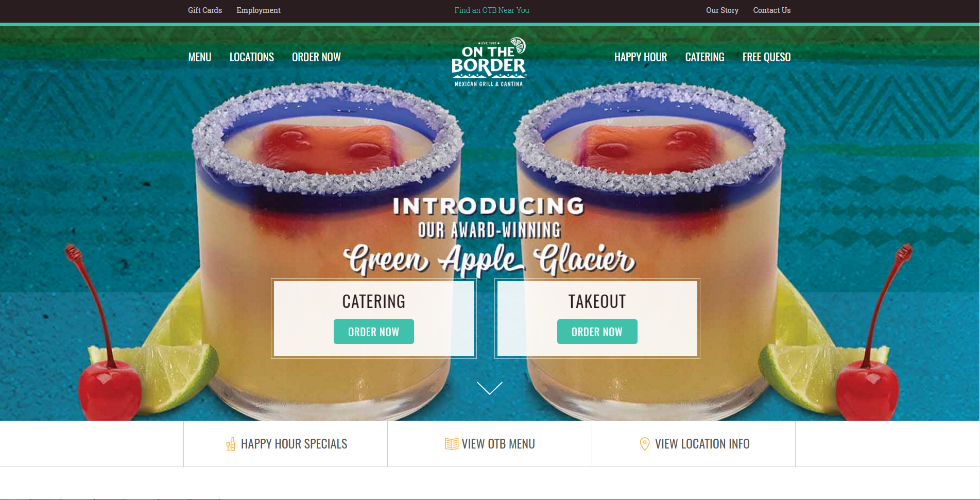 Gift Cards Employment Find an OTB Near You Our Story Contact Us
MENU LOCATIONS ORDER NOW
ON THE
BORDER
MEXICAN GRILL & CANTINA
HAPPY HOUR CATERING FREE QUESO
INTRODUCING
OUR AWARD-WINNING
Green Apple Glacier
CATERING
ORDER NOW
TAKEOUT
ORDER NOW
HAPPY HOUR SPECIALS VIEW OTB MENU VIEW LOCATION INFO